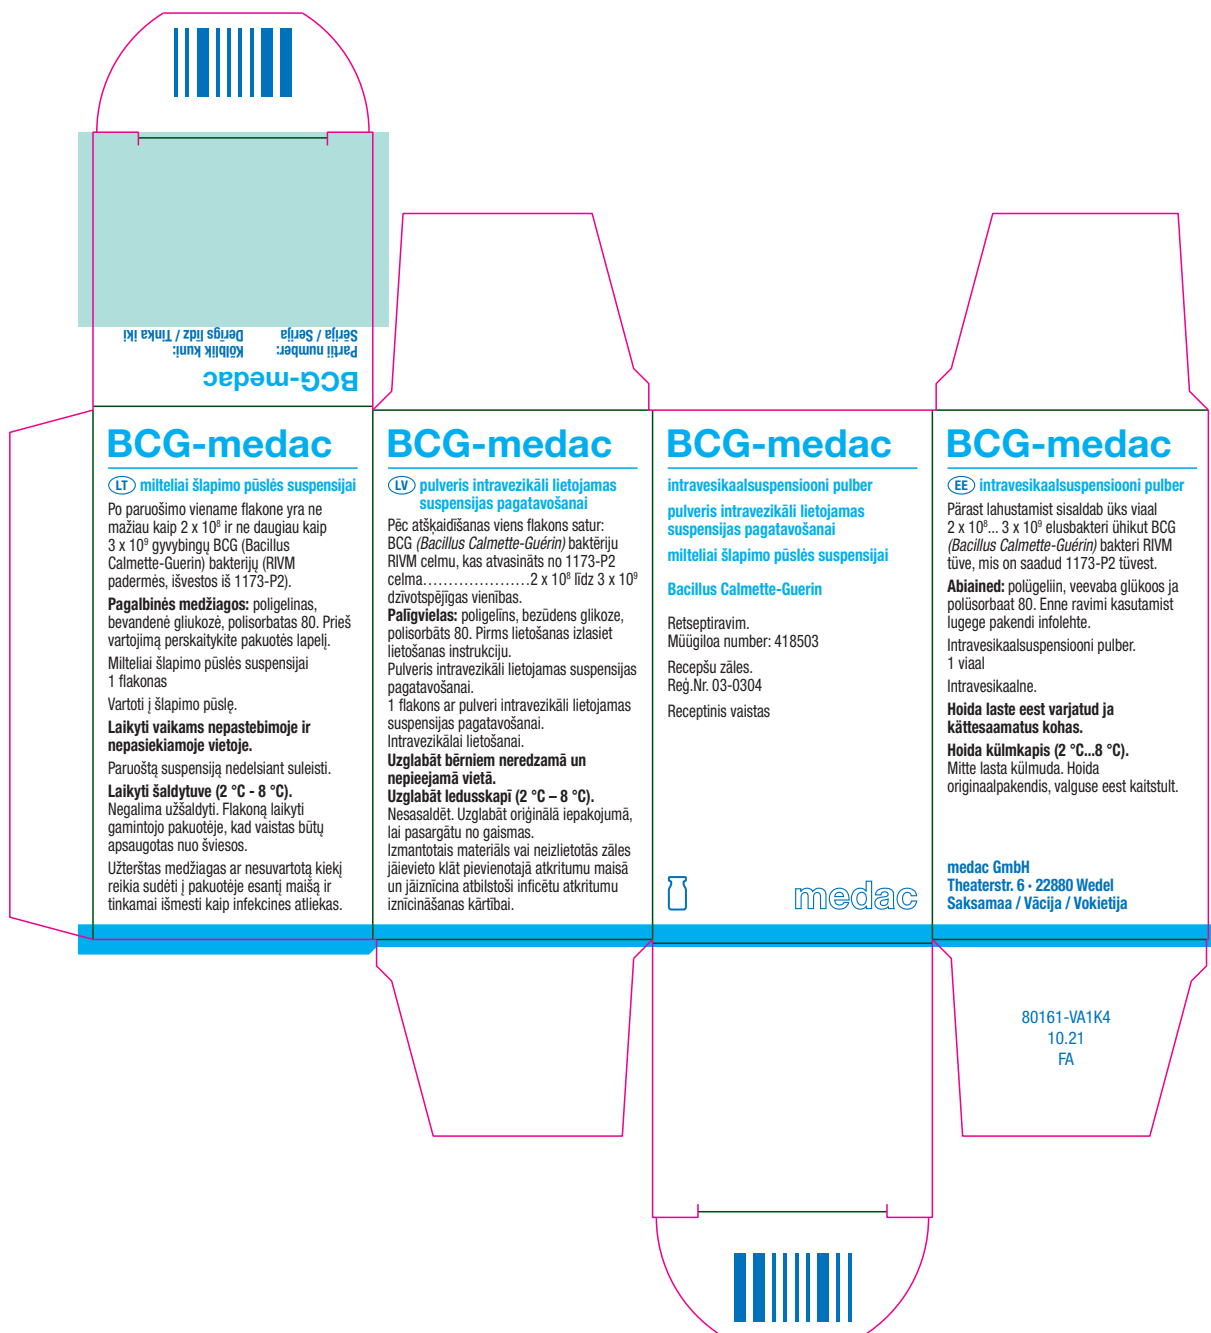 BCG-medac
Partii number: Kõlblik kuni:
Sērija / Serija Derīgs līdz / Tinka iki
BCG-medac
LT milteliai šlapimo pūslės suspensijai
Po paruošimo viename flakone yra ne
mažiau kaip 2 x 10⁸ ir ne daugiau kaip
3 x 10⁹ gyvybingų BCG (Bacillus
Calmette-Guerin) bakterijų (RIVM
padermės, išvestos iš 1173-P2).
Pagalbinės medžiagos: poligelinas,
bevandenė gliukozė, polisorbatas 80. Prieš
vartojimą perskaitykite pakuotės lapelį.
Milteliai šlapimo pūslės suspensijai
1 flakonas
Vartoti į šlapimo pūslę.
Laikyti vaikams nepastebimoje ir
nepasiekiamoje vietoje.
Paruoštą suspensiją nedelsiant suleisti.
Laikyti šaldytuve (2 °C - 8 °C).
Negalima užšaldyti. Flakoną laikyti
gamintojo pakuotėje, kad vaistas būtų
apsaugotas nuo šviesos.
Užterštas medžiagas ar nesuvartotą kiekį
reikia sudėti į pakuotėje esantį maišą ir
tinkamai išmesti kaip infekcines atliekas.
BCG-medac
LV pulveris intravezikāli lietojamas
suspensijas pagatavošanai
Pēc atšķaidīšanas viens flakons satur:
BCG (Bacillus Calmette-Guérin) baktēriju
RIVM celmu, kas atvasināts no 1173-P2
celma.....................2 x 10⁸ līdz 3 x 10⁹
dzīvotspējīgas vienības.
Palīgvielas: poligelīns, bezūdens glikoze,
polisorbāts 80. Pirms lietošanas izlasiet
lietošanas instrukciju.
Pulveris intravezikāli lietojamas suspensijas
pagatavošanai.
1 flakons ar pulveri intravezikāli lietojamas
suspensijas pagatavošanai.
Intravezikālai lietošanai.
Uzglabāt bērniem neredzamā un
nepieejamā vietā.
Uzglabāt ledusskapī (2 °C – 8 °C).
Nesasaldēt. Uzglabāt oriģinālā iepakojumā,
lai pasargātu no gaismas.
Izmantotais materiāls vai neizlietotās zāles
jāievieto klāt pievienotajā atkritumu maisā
un jāiznīcina atbilstoši inficētu atkritumu
iznīcināšanas kārtībai.
BCG-medac
intravesikaalsuspensiooni pulber
pulveris intravezikāli lietojamas
suspensijas pagatavošanai
milteliai šlapimo pūslės suspensijai
Bacillus Calmette-Guerin
Retseptiravim.
Müügiloa number: 418503
Recepšu zāles.
Reģ.Nr. 03-0304
Receptinis vaistas
medac
BCG-medac
EE intravesikaalsuspensiooni pulber
Pärast lahustamist sisaldab üks viaal
2 x 10⁸... 3 x 10⁹ elusbakteri ühikut BCG
(Bacillus Calmette-Guérin) bakteri RIVM
tüve, mis on saadud 1173-P2 tüvest.
Abiained: polügeliin, veevaba glükoos ja
polüsorbaat 80. Enne ravimi kasutamist
lugege pakendi infolehte.
Intravesikaalsuspensiooni pulber.
1 viaal
Intravesikaalne.
Hoida laste eest varjatud ja
kättesaamatus kohas.
Hoida külmkapis (2 °C...8 °C).
Mitte lasta külmuda. Hoida
originaalpakendis, valguse eest kaitstult.
medac GmbH
Theaterstr. 6 · 22880 Wedel
Saksamaa / Vācija / Vokietija
80161-VA1K4
10.21
FA